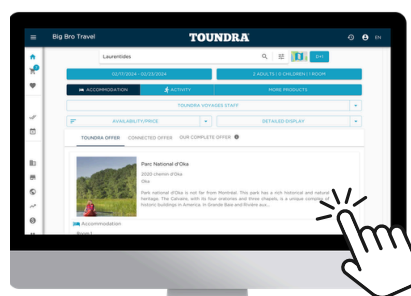 Big Bro Travel
TOUNDRA
EN
Laurentides
02/17/2024 - 02/23/2024
2 ADULTS | 0 CHILDREN | 1 ROOM
ACCOMMODATION
ACTIVITY
MORE PRODUCTS
TOUNDRA VOYAGES STAFF
AVAILABILITY/PRICE
DETAILED DISPLAY
TOUNDRA OFFER
CONNECTED OFFER
OUR COMPLETE OFFER
Parc National d'Oka
2020 chemin d'Oka
Oka
Park national d'Oka is not far from Montréal. This park has a rich historical and natural
heritage. The Calvaire, with its four oratories and three chapels, is a unique complex of
historic buildings in America. In Grande Baie and Rivière aux...
Accommodation
Room 1